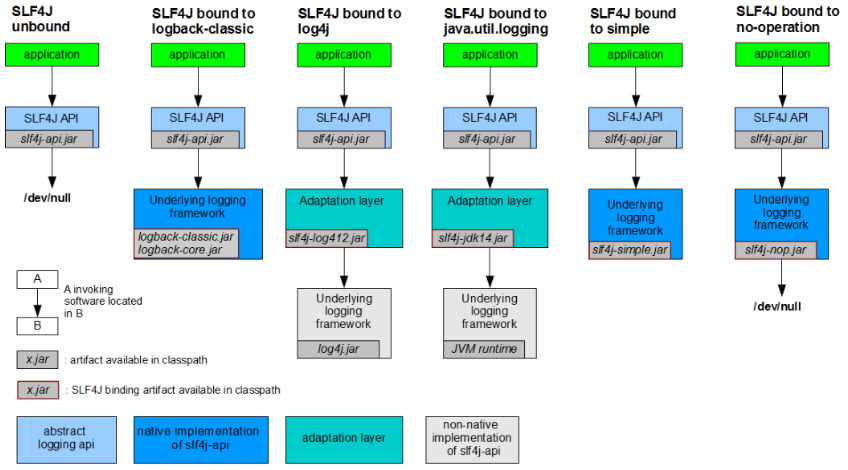 SLF4J
unbound
SLF4J bound to
logback-classic
SLF4J bound to
log4j
SLF4J bound to
java.util.logging
SLF4J bound
to simple
SLF4J bound to
no-operation
application
application
application
application
application
application
SLF4J API
slf4j-api.jar
SLF4J API
slf4j-api.jar
SLF4J API
slf4j-api.jar
SLF4J API
slf4j-api.jar
SLF4J API
slf4j-api.jar
SLF4J API
slf4j-api.jar
/dev/null
Underlying logging
framework
logback-classic.jar
logback-core.jar
Adaptation layer
slf4j-log412.jar
Adaptation layer
slf4j-jdk14.jar
Underlying
logging
framework
slf4j-simple.jar
Underlying
logging
framework
slf4j-nop.jar
Underlying
logging
framework
log4j.jar
Underlying
logging
framework
JVM runtime
/dev/null
A
B
A invoking
software located
in B
x.jar : artifact available in classpath
x.jar : SLF4J binding artifact available in classpath
abstract
logging api
native implementation
of slf4j-api
adaptation layer
non-native
implementation
of slf4j-api